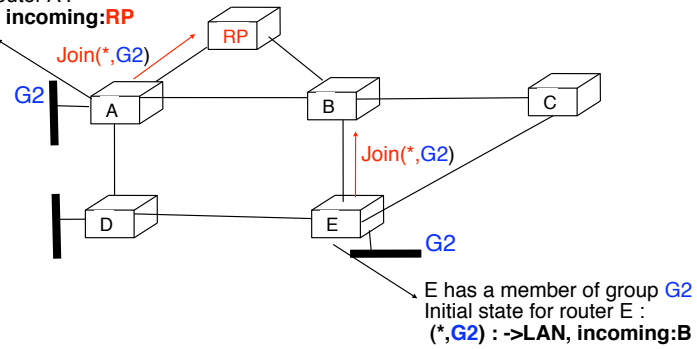 incoming:RP
RP
Join(*,G2)
G2
A
B
C
Join(*,G2)
D
E
G2
E has a member of group G2
Initial state for router E :
(*,G2) : ->LAN, incoming:B